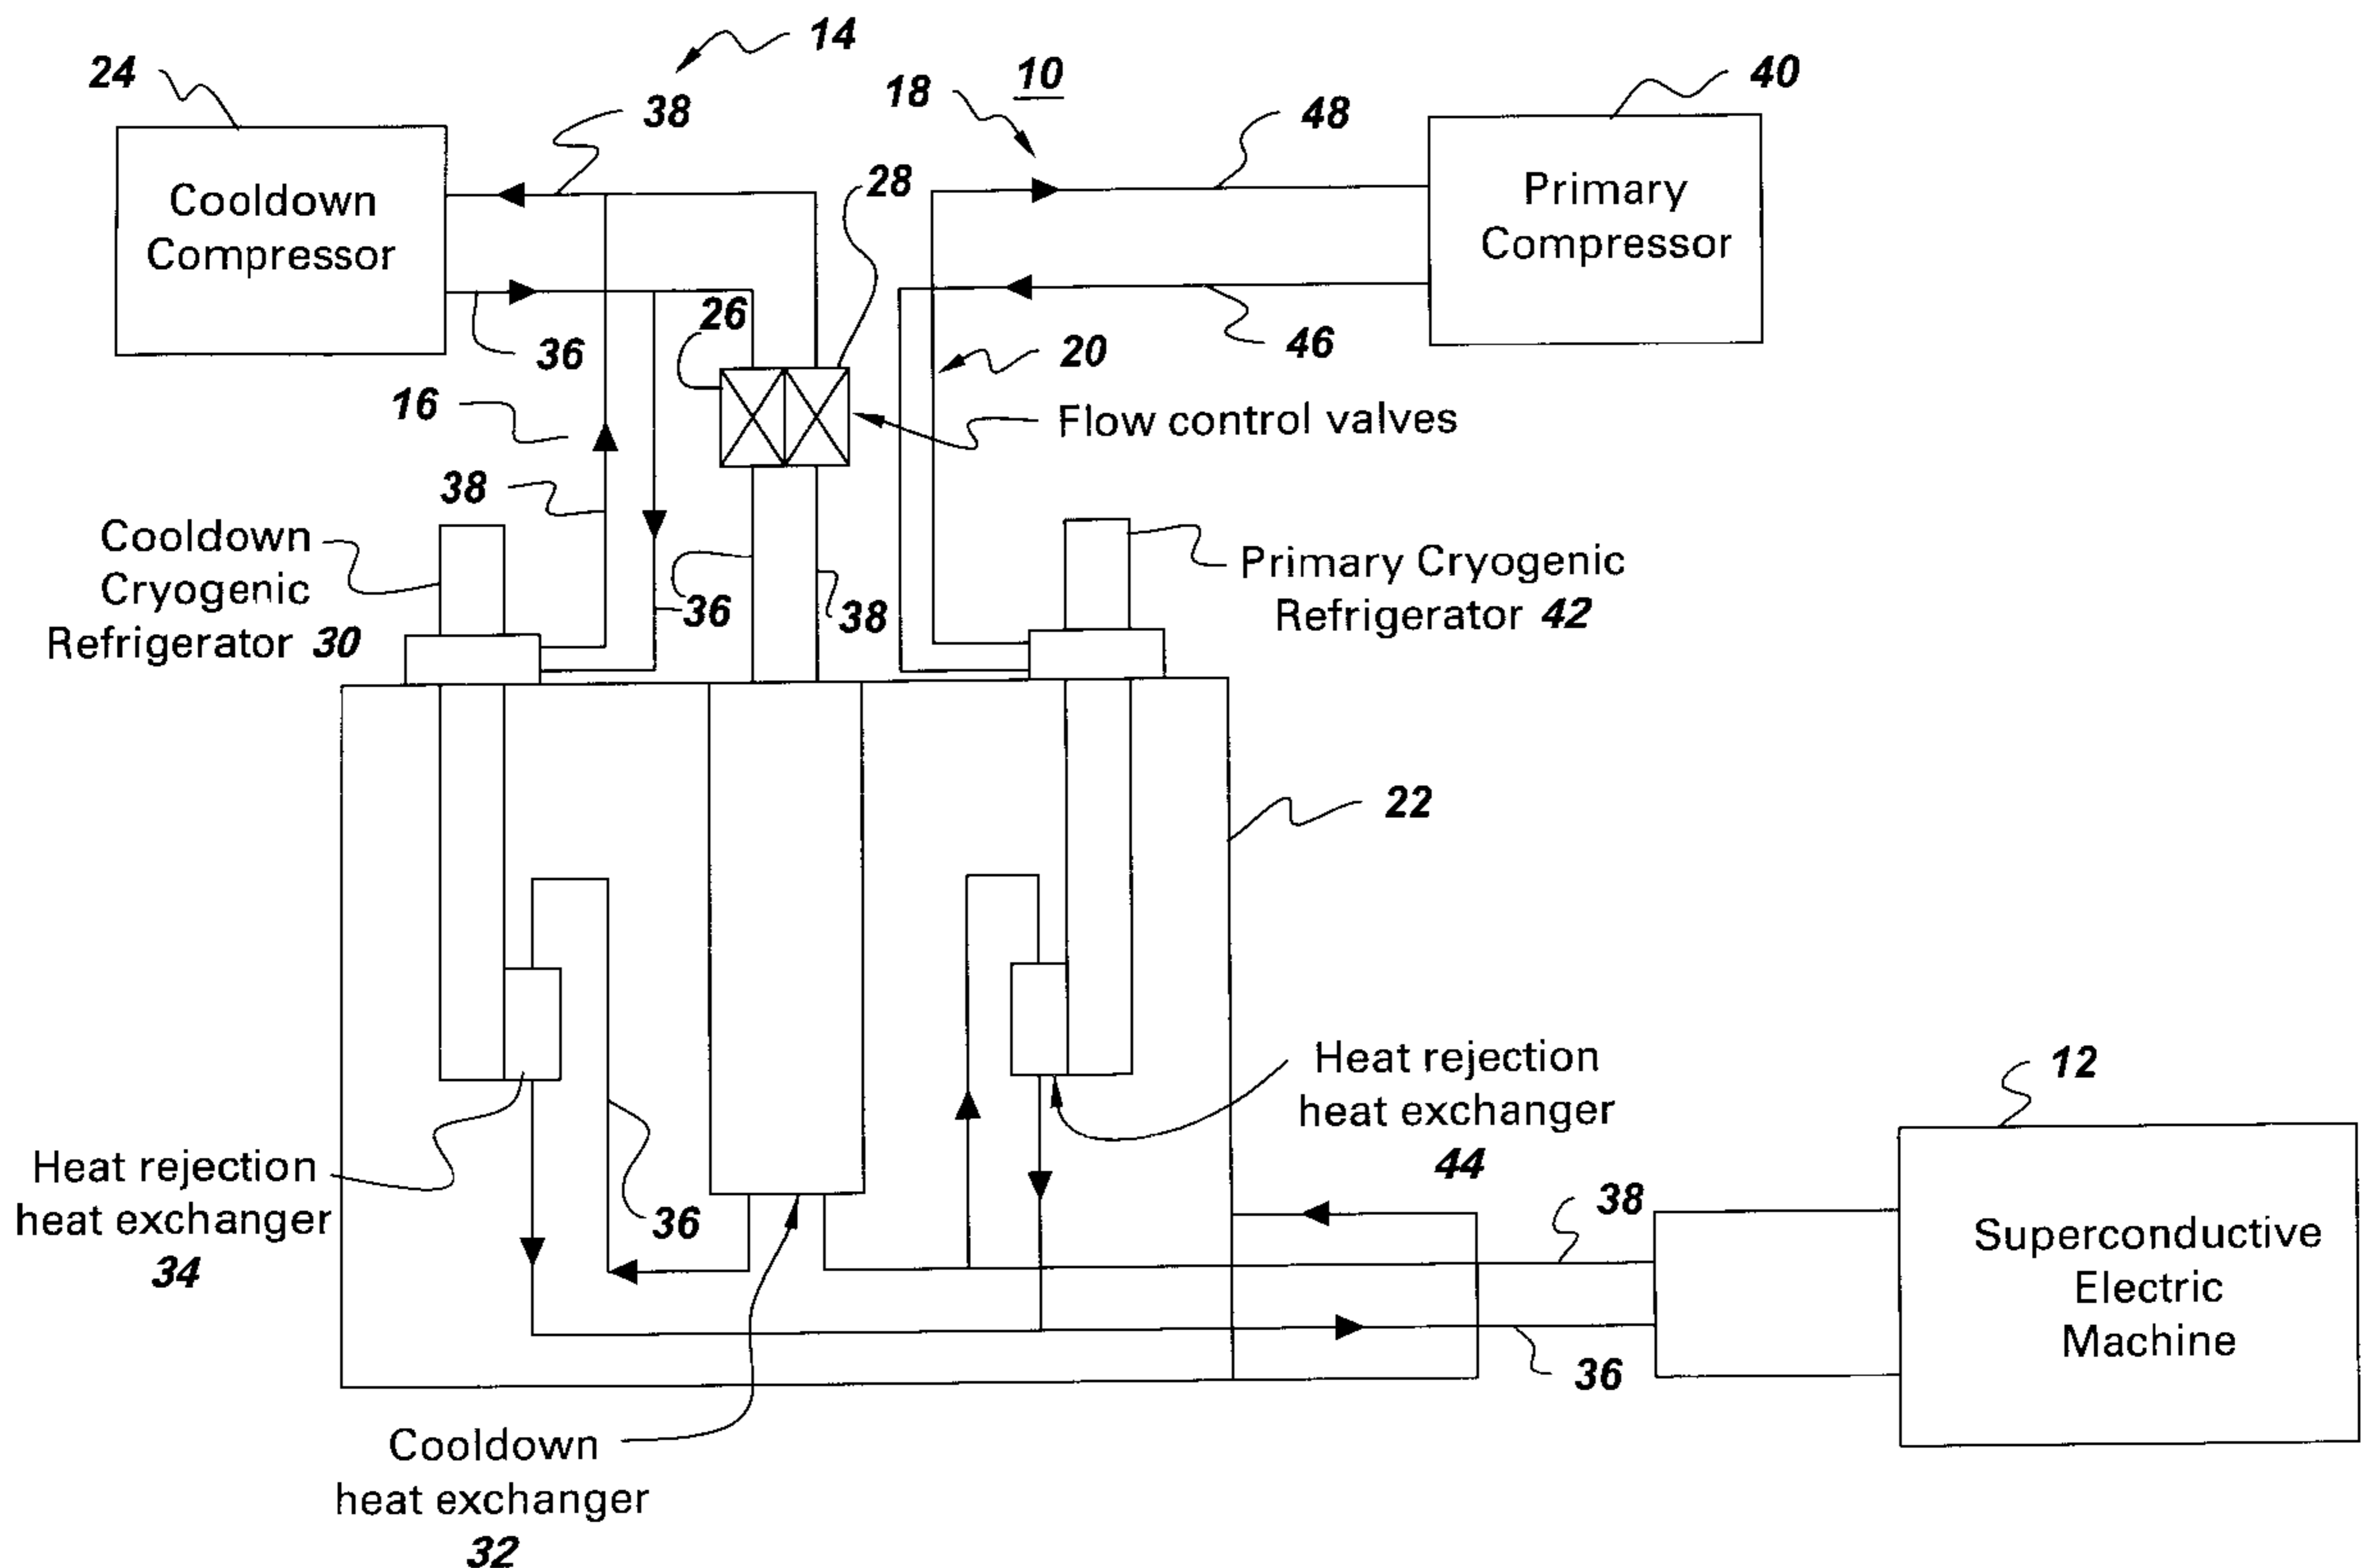 14
10
24
38
18
48
40
Cooldown
Compressor
28
Primary
Compressor
26
36
46
20
16
Flow control valves
38
Cooldown
Cryogenic
Refrigerator 30
36
38
Primary Cryogenic
Refrigerator 42
22
Heat rejection
heat exchanger
44
12
Heat rejection
heat exchanger
34
36
38
Superconductive
Electric
Machine
36
Cooldown
heat exchanger
32